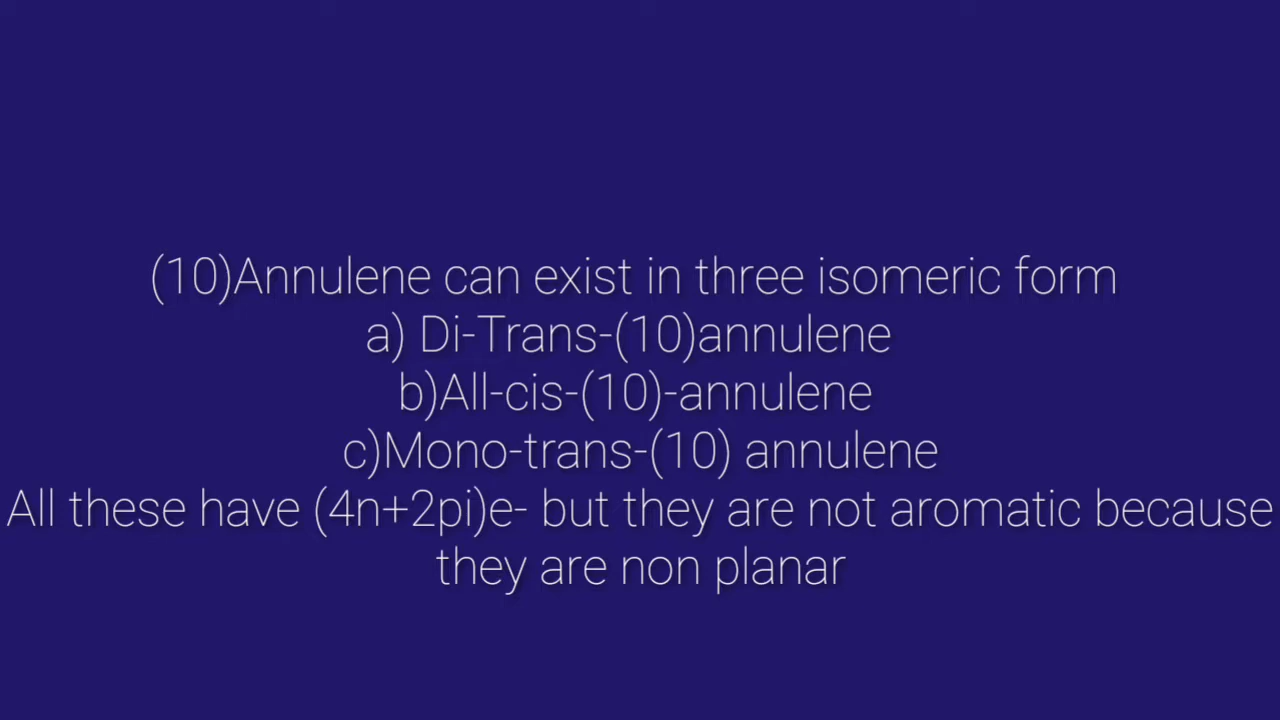 (10)Annulene can exist in three isomeric form
a) Di-Trans-(10)annulene
b)All-cis-(10)-annulene
c)Mono-trans-(10) annulene
All these have (4n+2pi)e- but they are not aromatic because
they are non planar